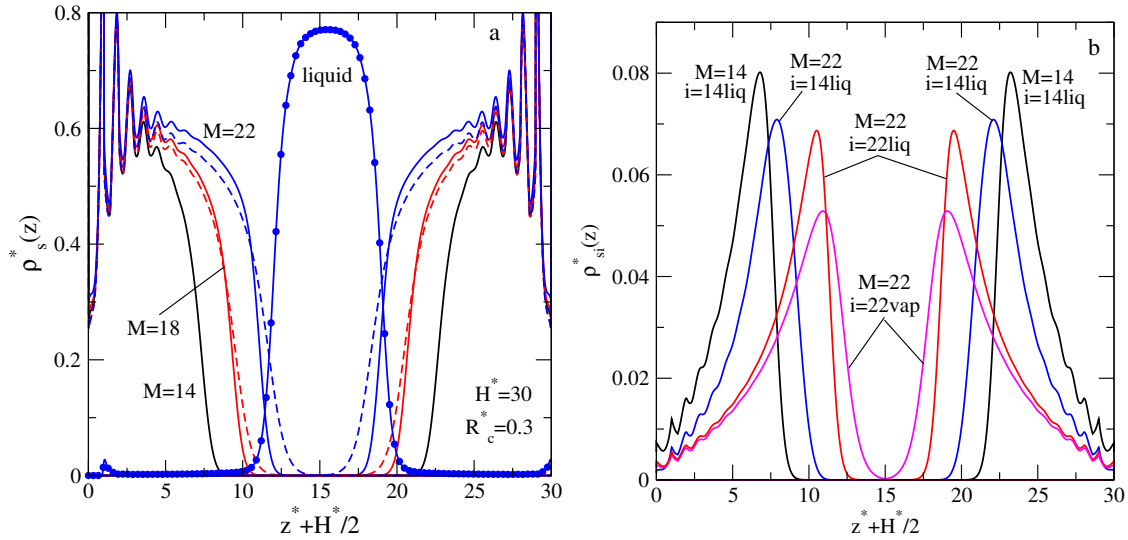 a
0.8
liquid
M=22
0.6
ρ*s(z)
0.4
M=18
0.2
M=14
H*=30
R*c=0.3
0
0 5 10 15 20 25 30
z*+H*/2
b
M=22
i=14liq
M=22
i=14liq
M=14
i=14liq
M=14
i=14liq
0.08
M=22
i=22liq
0.06
ρ*si(z)
0.04
M=22
i=22vap
0.02
0
0 5 10 15 20 25 30
z*+H*/2